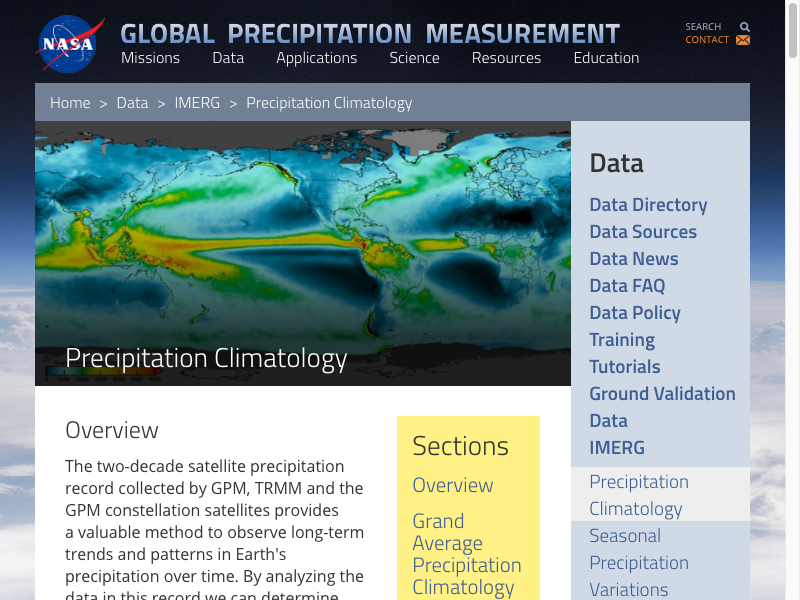 NASA
GLOBAL PRECIPITATION MEASUREMENT
SEARCH
CONTACT
Missions Data Applications Science Resources Education
Home > Data > IMERG > Precipitation Climatology
Precipitation Climatology
Overview
The two-decade satellite precipitation
record collected by GPM, TRMM and the
GPM constellation satellites provides
a valuable method to observe long-term
trends and patterns in Earth's
precipitation over time. By analyzing the
data in this record we can determine
Sections
Overview
Grand
Average
Precipitation
Climatology
Data
Data Directory
Data Sources
Data News
Data FAQ
Data Policy
Training
Tutorials
Ground Validation
Data
IMERG
Precipitation
Climatology
Seasonal
Precipitation
Variations